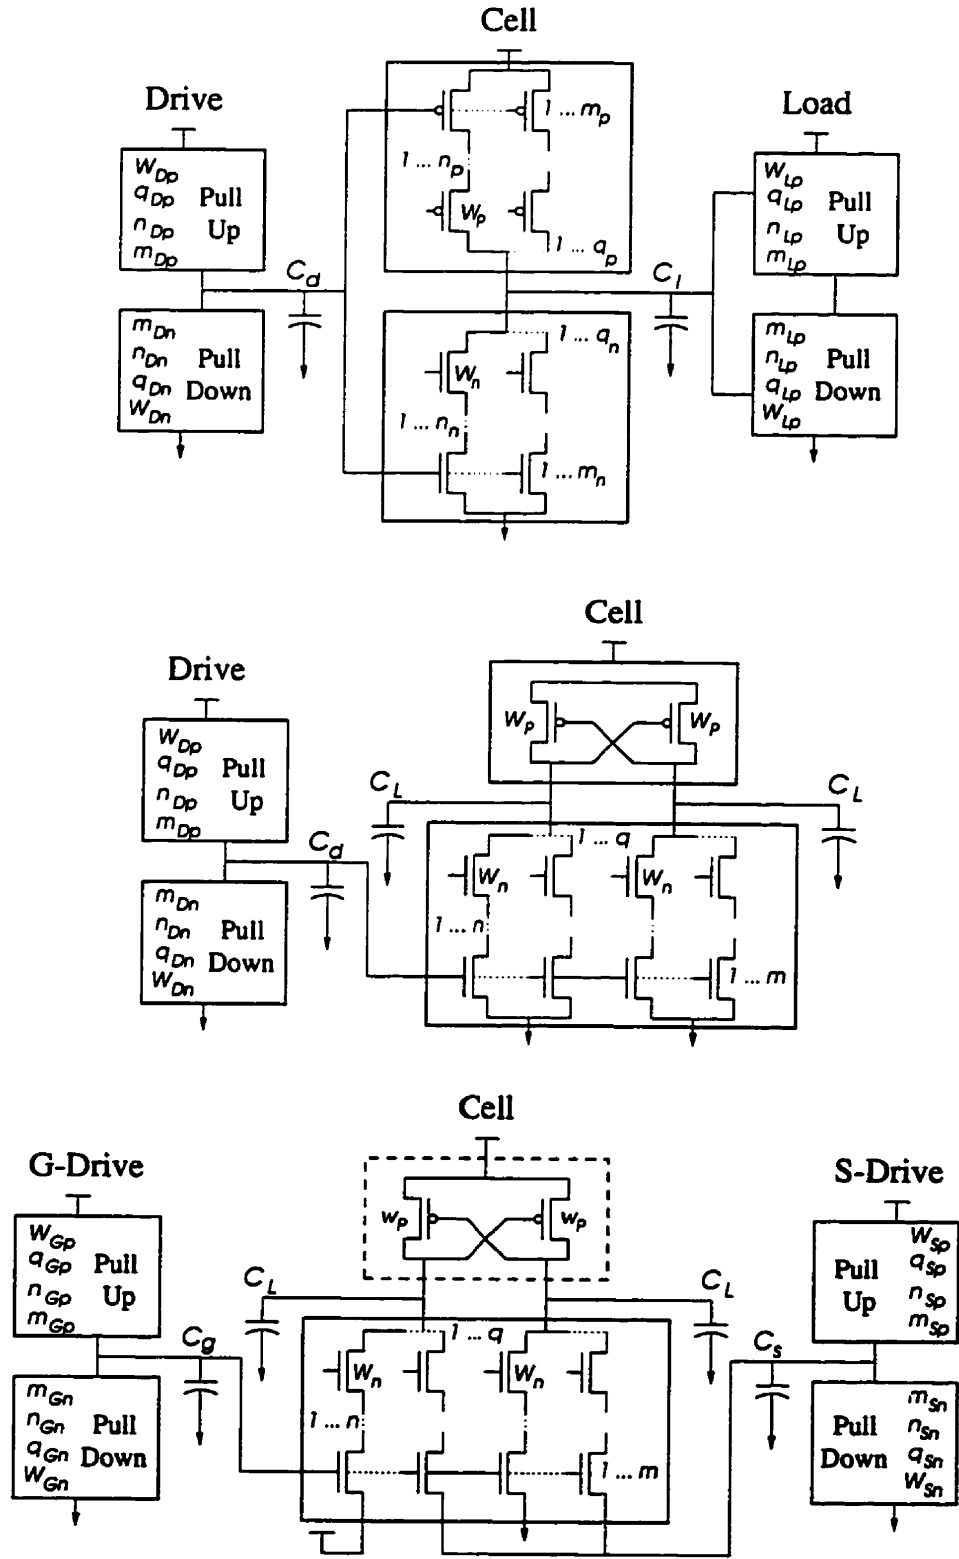 Cell
Drive
Load
W_Dp
q_Dp
n_Dp
m_Dp
Pull
Up
m_Dn
n_Dn
q_Dn
W_Dn
Pull
Down
C_d
1 ... m_p
1 ... n_p
W_p
1 ... q_p
1 ... q_n
W_n
1 ... n_n
1 ... m_n
C_l
W_Lp
q_Lp
n_Lp
m_Lp
Pull
Up
m_Lp
n_Lp
q_Lp
W_Lp
Pull
Down
Cell
Drive
W_Dp
q_Dp
n_Dp
m_Dp
Pull
Up
m_Dn
n_Dn
q_Dn
W_Dn
Pull
Down
C_d
W_p
W_p
C_L
C_L
1 ... q
W_n
W_n
1 ... n
1 ... m
Cell
G-Drive
S-Drive
W_Gp
q_Gp
n_Gp
m_Gp
Pull
Up
m_Gn
n_Gn
q_Gn
W_Gn
Pull
Down
C_g
w_p
w_p
C_L
C_L
1 ... q
W_n
W_n
1 ... n
1 ... m
C_s
Pull
Up
W_Sp
q_Sp
n_Sp
m_Sp
Pull
Down
m_Sn
n_Sn
q_Sn
W_Sn